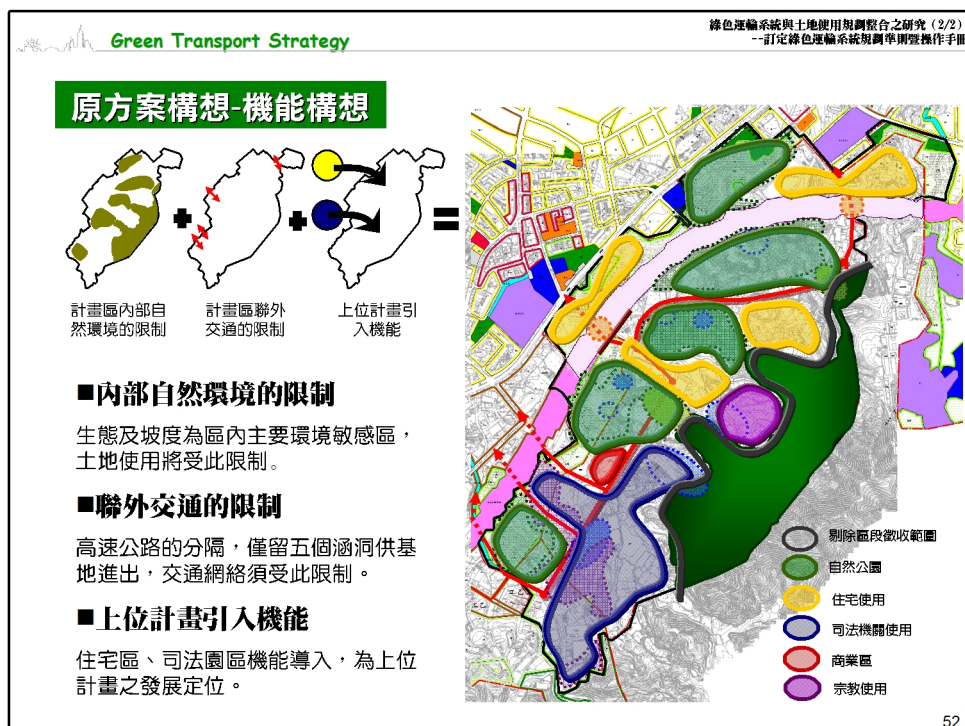 Green Transport Strategy
綠色運輸系統與土地使用規劃整合之研究(2/2)
--訂定綠色運輸系統規劃準則暨操作手冊
原方案構想-機能構想
計畫區內部自
然環境的限制
計畫區聯外
交通的限制
上位計畫引
入機能
■內部自然環境的限制
生態及坡度為區內主要環境敏感區，
土地使用將受此限制。
■聯外交通的限制
高速公路的分隔，僅留五個涵洞供基
地進出，交通網絡須受此限制。
■上位計畫引入機能
住宅區、司法園區機能導入，為上位
計畫之發展定位。
剔除區段徵收範圍
自然公園
住宅使用
司法機關使用
商業區
宗教使用
52